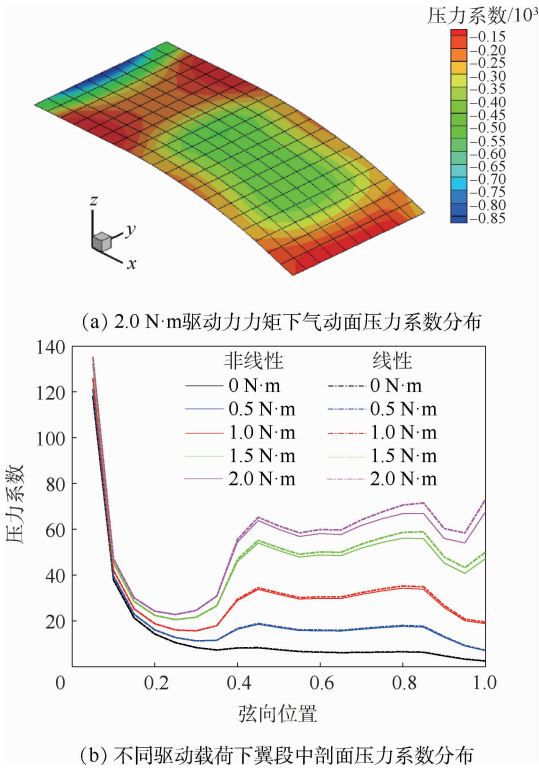 压力系数/10³
-0.15
-0.20
-0.25
-0.30
-0.35
-0.40
-0.45
-0.50
-0.55
-0.60
-0.65
-0.70
-0.75
-0.80
-0.85
z
y
x
(a) 2.0 N·m驱动力力矩下气动面压力系数分布
压力系数
140
120
100
80
60
40
20
0
0.2
0.4
0.6
0.8
1.0
非线性 线性
0 N·m 0 N·m
0.5 N·m 0.5 N·m
1.0 N·m 1.0 N·m
1.5 N·m 1.5 N·m
2.0 N·m 2.0 N·m
弦向位置
(b) 不同驱动载荷下翼段中剖面压力系数分布